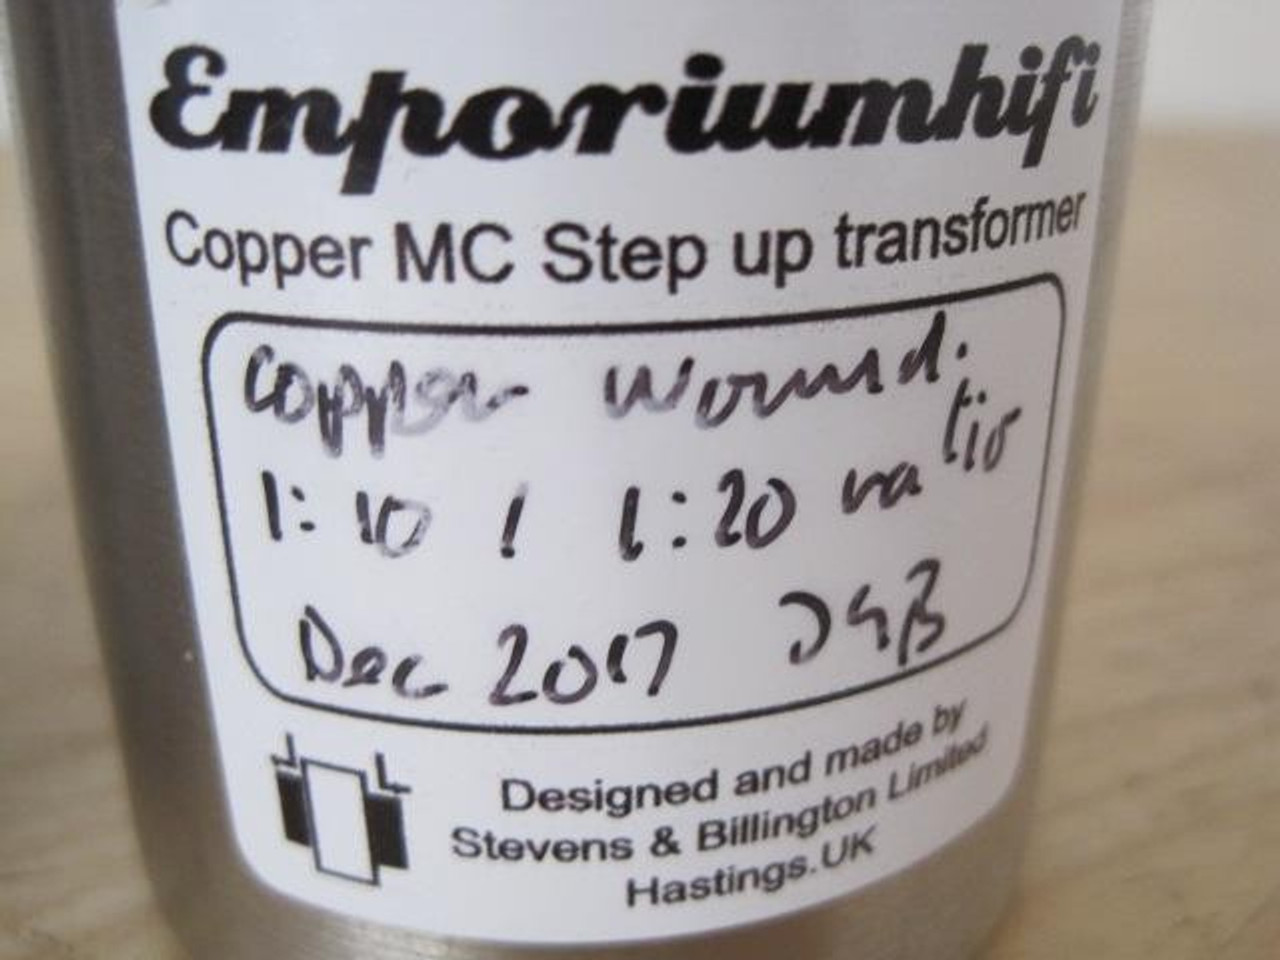 Emporiumhifi
Copper MC Step up transformer
Copper Wound.
1:10 / 1:20 ratio
Dec 2017 JGB
Designed and made by
Stevens & Billington Limited
Hastings.UK